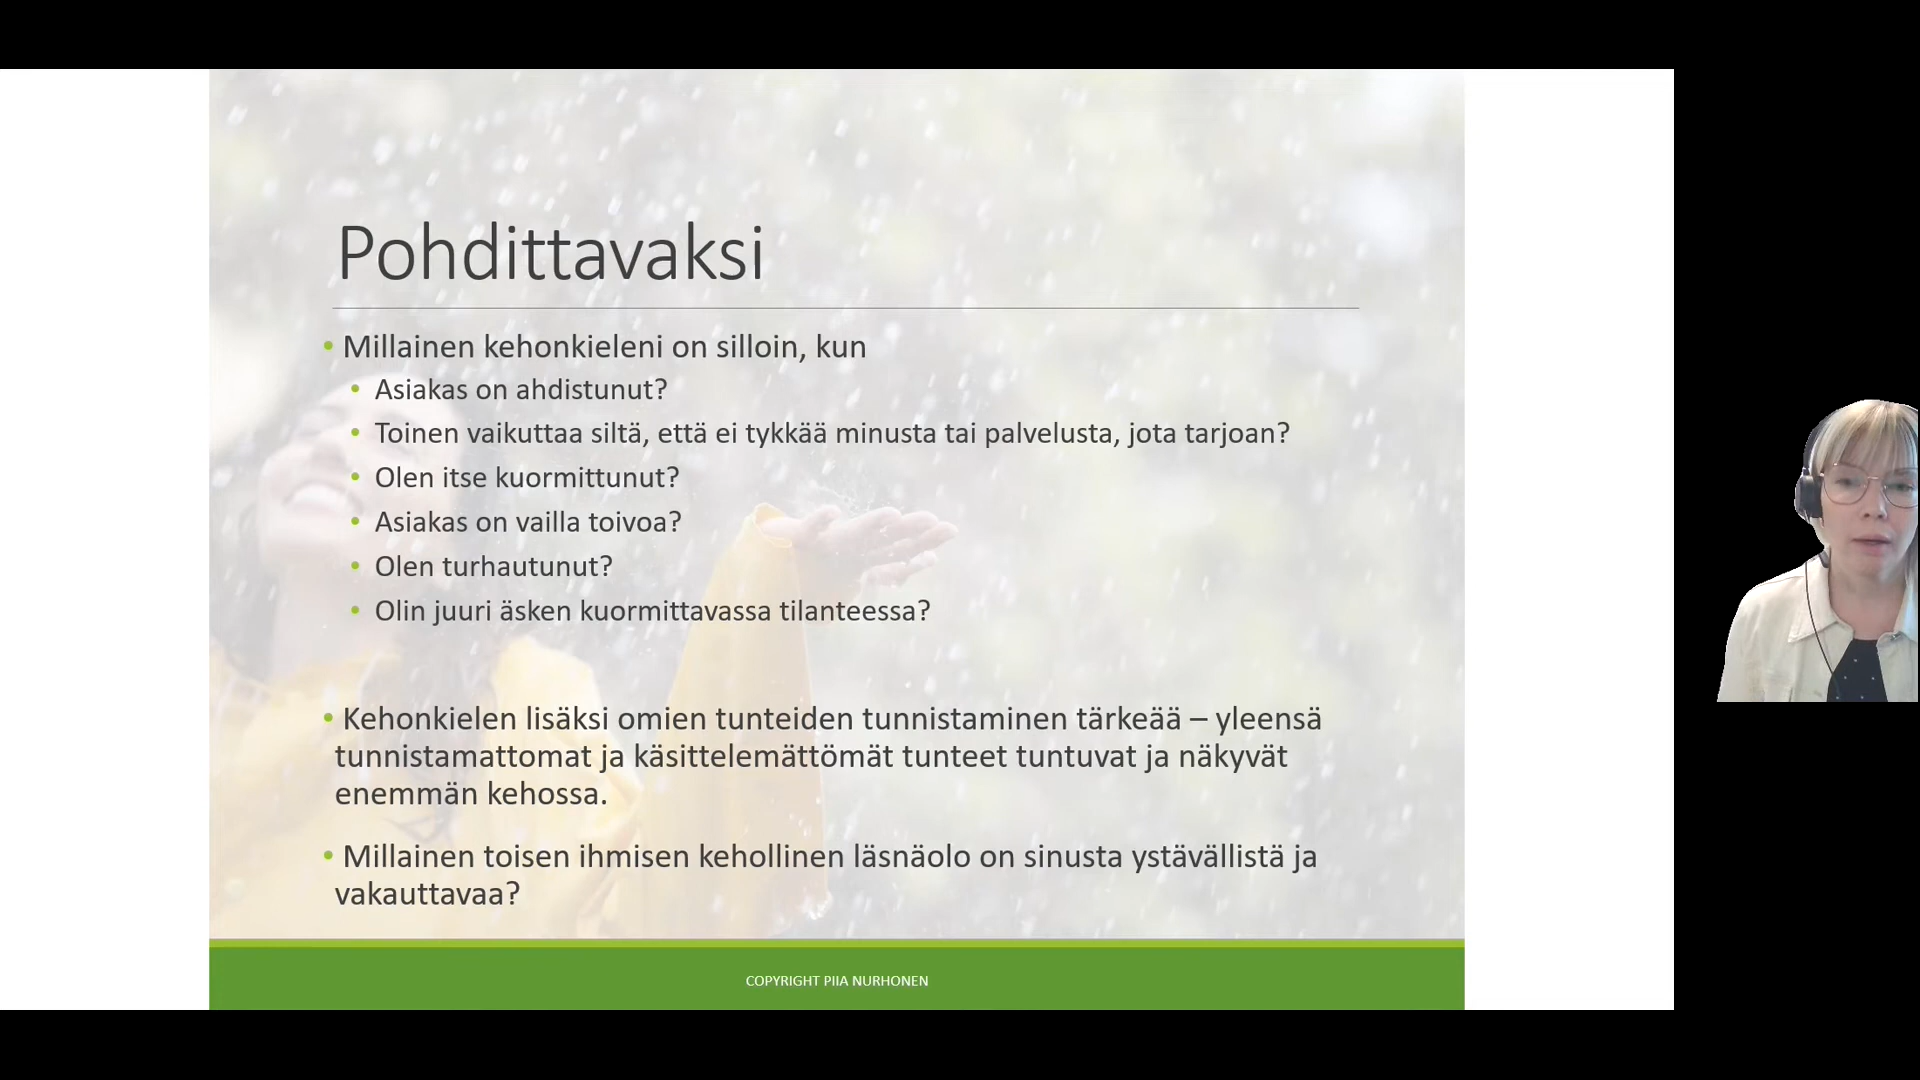 Pohdittavaksi
• Millainen kehonkieleni on silloin, kun
• Asiakas on ahdistunut?
• Toinen vaikuttaa siltä, että ei tykkää minusta tai palvelusta, jota tarjoan?
• Olen itse kuormittunut?
• Asiakas on vailla toivoa?
• Olen turhautunut?
• Olin juuri äsken kuormittavassa tilanteessa?
• Kehonkielen lisäksi omien tunteiden tunnistaminen tärkeää – yleensä
tunnistamattomat ja käsittelemättömät tunteet tuntuvat ja näkyvät
enemmän kehossa.
• Millainen toisen ihmisen kehollinen läsnäolo on sinusta ystävällistä ja
vakauttavaa?
COPYRIGHT PIIA NURHONEN